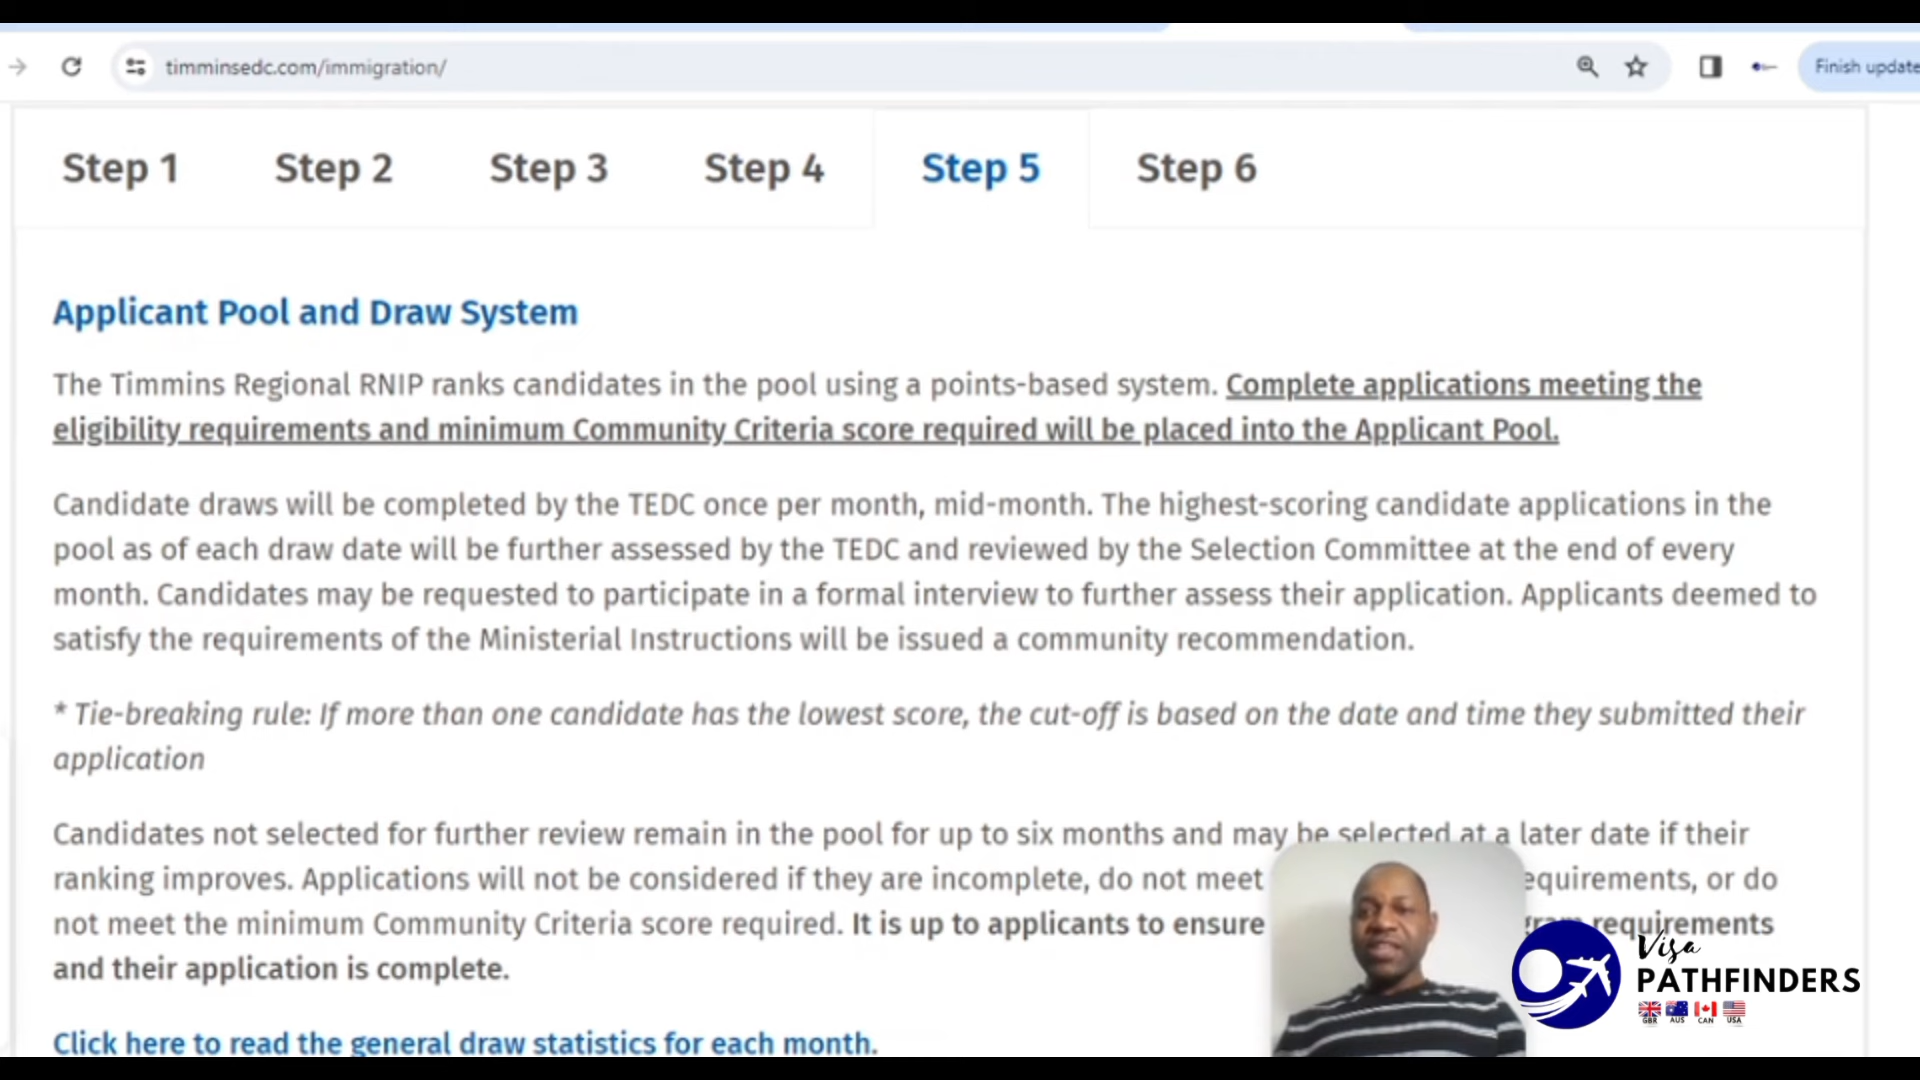 timminsedc.com/immigration/
Finish update
Step 1 Step 2 Step 3 Step 4 Step 5 Step 6
Applicant Pool and Draw System
The Timmins Regional RNIP ranks candidates in the pool using a points-based system. Complete applications meeting the
eligibility requirements and minimum Community Criteria score required will be placed into the Applicant Pool.
Candidate draws will be completed by the TEDC once per month, mid-month. The highest-scoring candidate applications in the
pool as of each draw date will be further assessed by the TEDC and reviewed by the Selection Committee at the end of every
month. Candidates may be requested to participate in a formal interview to further assess their application. Applicants deemed to
satisfy the requirements of the Ministerial Instructions will be issued a community recommendation.
* Tie-breaking rule: If more than one candidate has the lowest score, the cut-off is based on the date and time they submitted their
application
Candidates not selected for further review remain in the pool for up to six months and may be selected at a later date if their
ranking improves. Applications will not be considered if they are incomplete, do not meet equirements, or do
not meet the minimum Community Criteria score required. It is up to applicants to ensure requirements
and their application is complete.
Click here to read the general draw statistics for each month.
Visa
PATHFINDERS
GBR AUS CAN USA